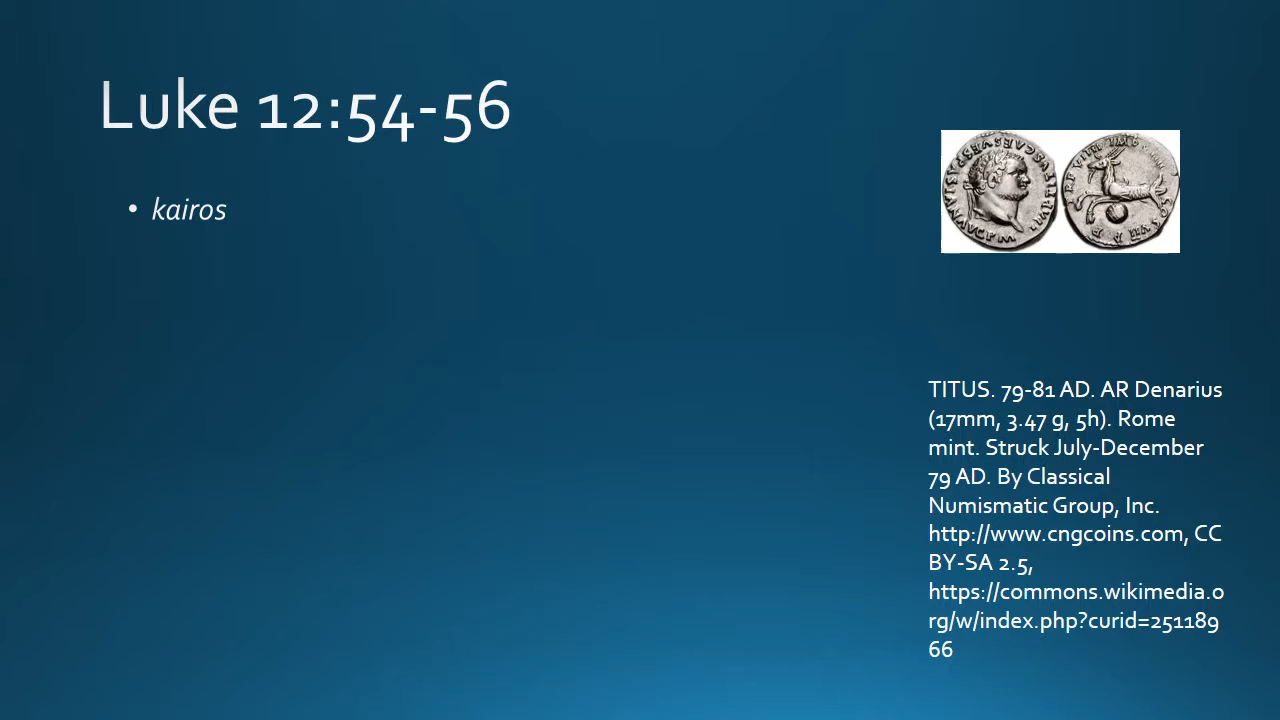 Luke 12:54-56
• kairos
TITUS. 79-81 AD. AR Denarius
(17mm, 3.47 g, 5h). Rome
mint. Struck July-December
79 AD. By Classical
Numismatic Group, Inc.
http://www.cngcoins.com, CC
BY-SA 2.5,
https://commons.wikimedia.o
rg/w/index.php?curid=251189
66